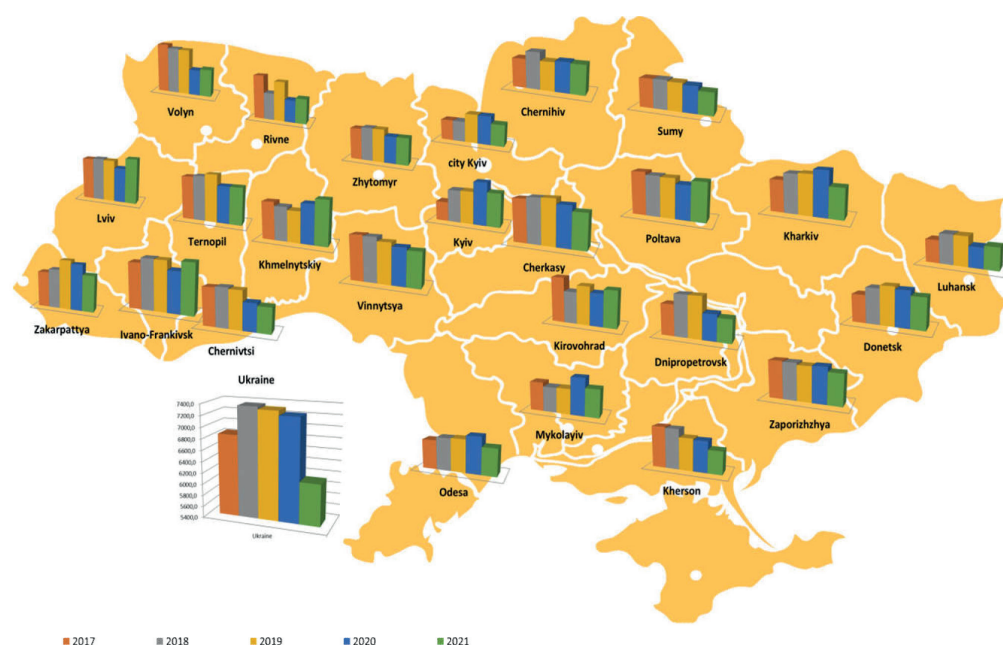 Volyn
Rivne
Zhytomyr
city Kyiv
Chernihiv
Sumy
Lviv
Ternopil
Khmelnytskiy
Kyiv
Cherkasy
Poltava
Kharkiv
Luhansk
Zakarpattya
Ivano-Frankivsk
Chernivtsi
Vinnytsya
Kirovohrad
Dnipropetrovsk
Donetsk
Zaporizhzhya
Mykolayiv
Odesa
Kherson
Ukraine
7400,0
7200,0
7000,0
6800,0
6600,0
6400,0
6200,0
6000,0
5800,0
5600,0
5400,0
Ukraine
2017 2018 2019 2020 2021